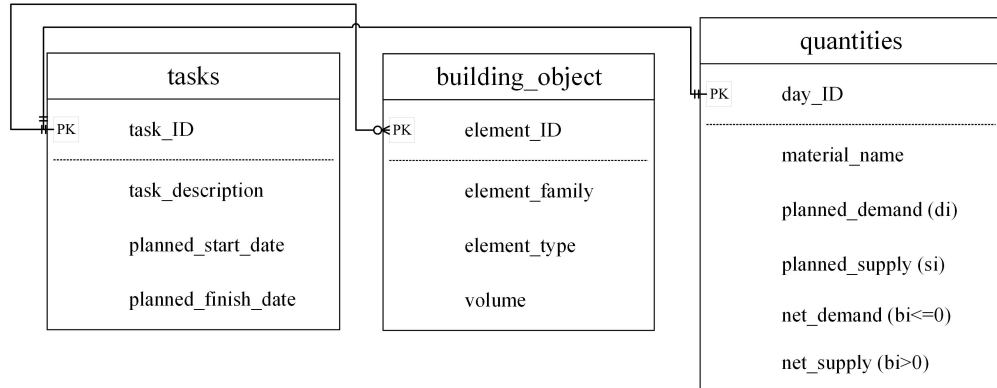 tasks
PK task_ID
task_description
planned_start_date
planned_finish_date
building_object
PK element_ID
element_family
element_type
volume
quantities
PK day_ID
material_name
planned_demand (di)
planned_supply (si)
net_demand (bi<=0)
net_supply (bi>0)